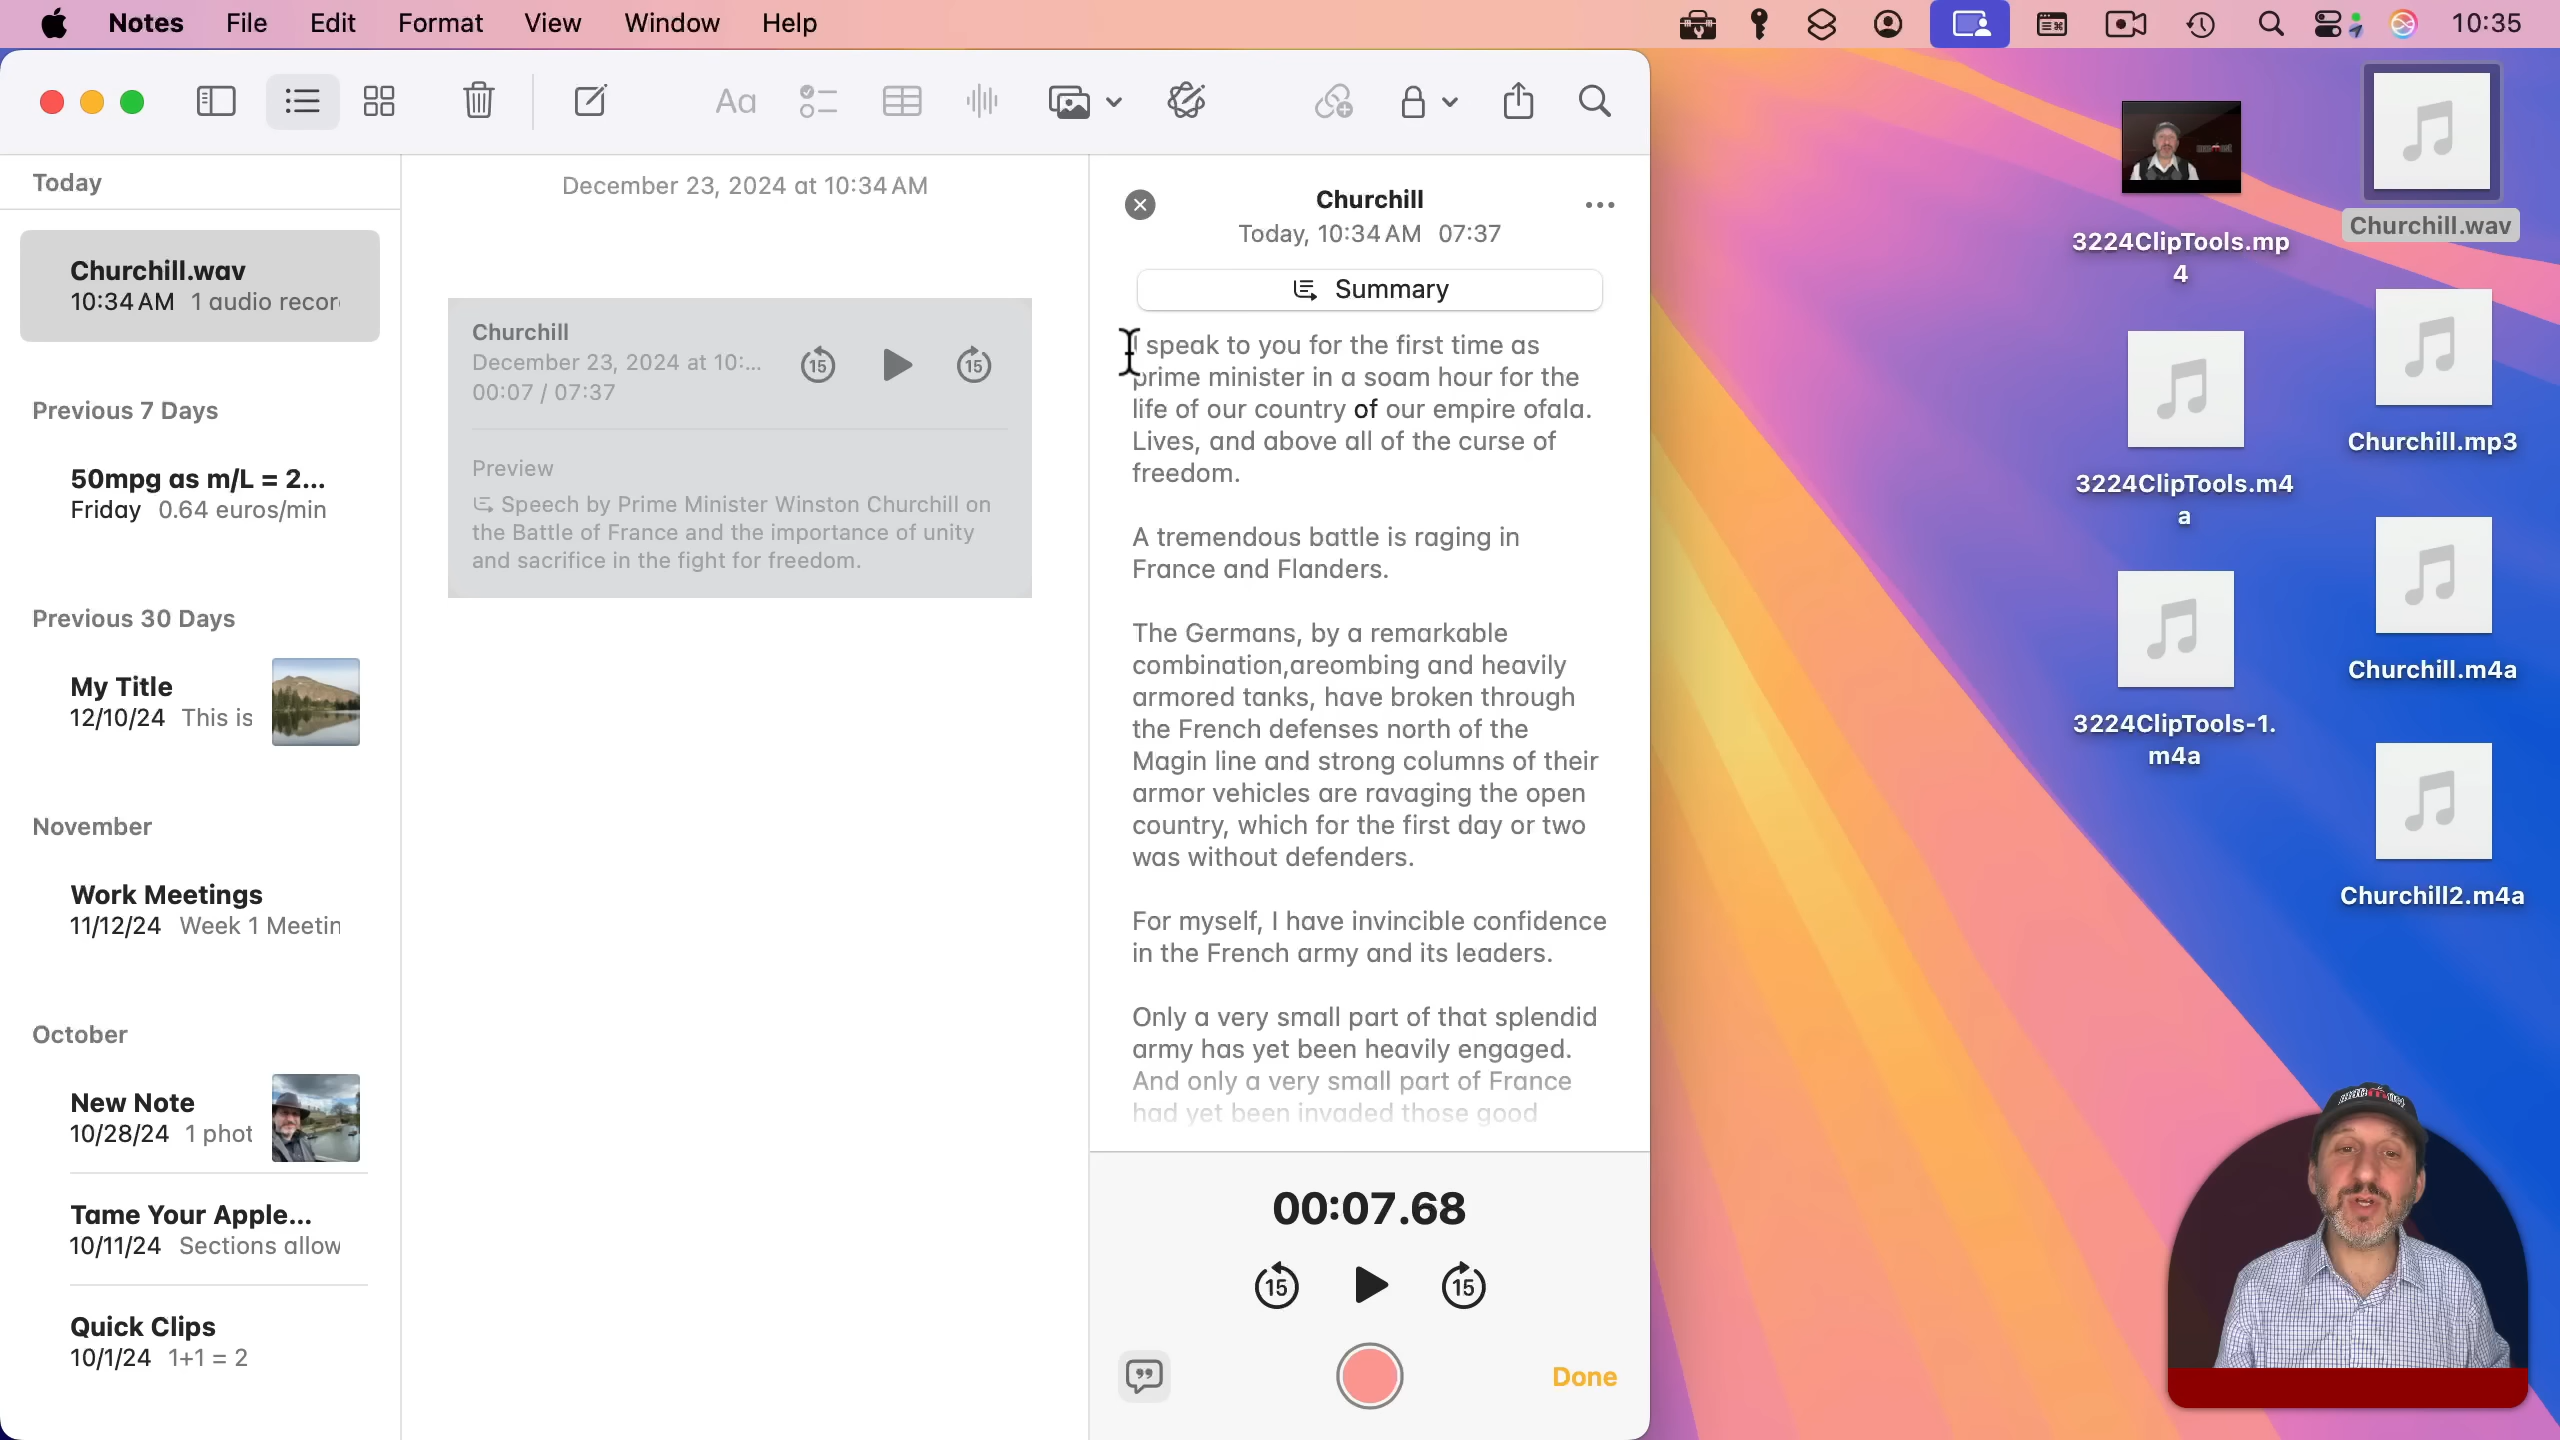 Notes File Edit Format View Window Help
10:35
Today
Churchill.wav
10:34 AM 1 audio recor
Previous 7 Days
50mpg as m/L = 2...
Friday 0.64 euros/min
Previous 30 Days
My Title
12/10/24 This is
November
Work Meetings
11/12/24 Week 1 Meetin
October
New Note
10/28/24 1 phot
Tame Your Apple...
10/11/24 Sections allow
Quick Clips
10/1/24 1+1 = 2
December 23, 2024 at 10:34 AM
Churchill
December 23, 2024 at 10:...
00:07 / 07:37
15
15
Preview
Speech by Prime Minister Winston Churchill on
the Battle of France and the importance of unity
and sacrifice in the fight for freedom.
Churchill
Today, 10:34 AM 07:37
Summary
I speak to you for the first time as
prime minister in a soam hour for the
life of our country of our empire ofala.
Lives, and above all of the curse of
freedom.
A tremendous battle is raging in
France and Flanders.
The Germans, by a remarkable
combination,areombing and heavily
armored tanks, have broken through
the French defenses north of the
Magin line and strong columns of their
armor vehicles are ravaging the open
country, which for the first day or two
was without defenders.
For myself, I have invincible confidence
in the French army and its leaders.
Only a very small part of that splendid
army has yet been heavily engaged.
And only a very small part of France
had yet been invaded those good
00:07.68
15
15
Done
3224ClipTools.mp
4
3224ClipTools.m4
a
3224ClipTools-1.
m4a
Churchill.wav
Churchill.mp3
Churchill.m4a
Churchill2.m4a